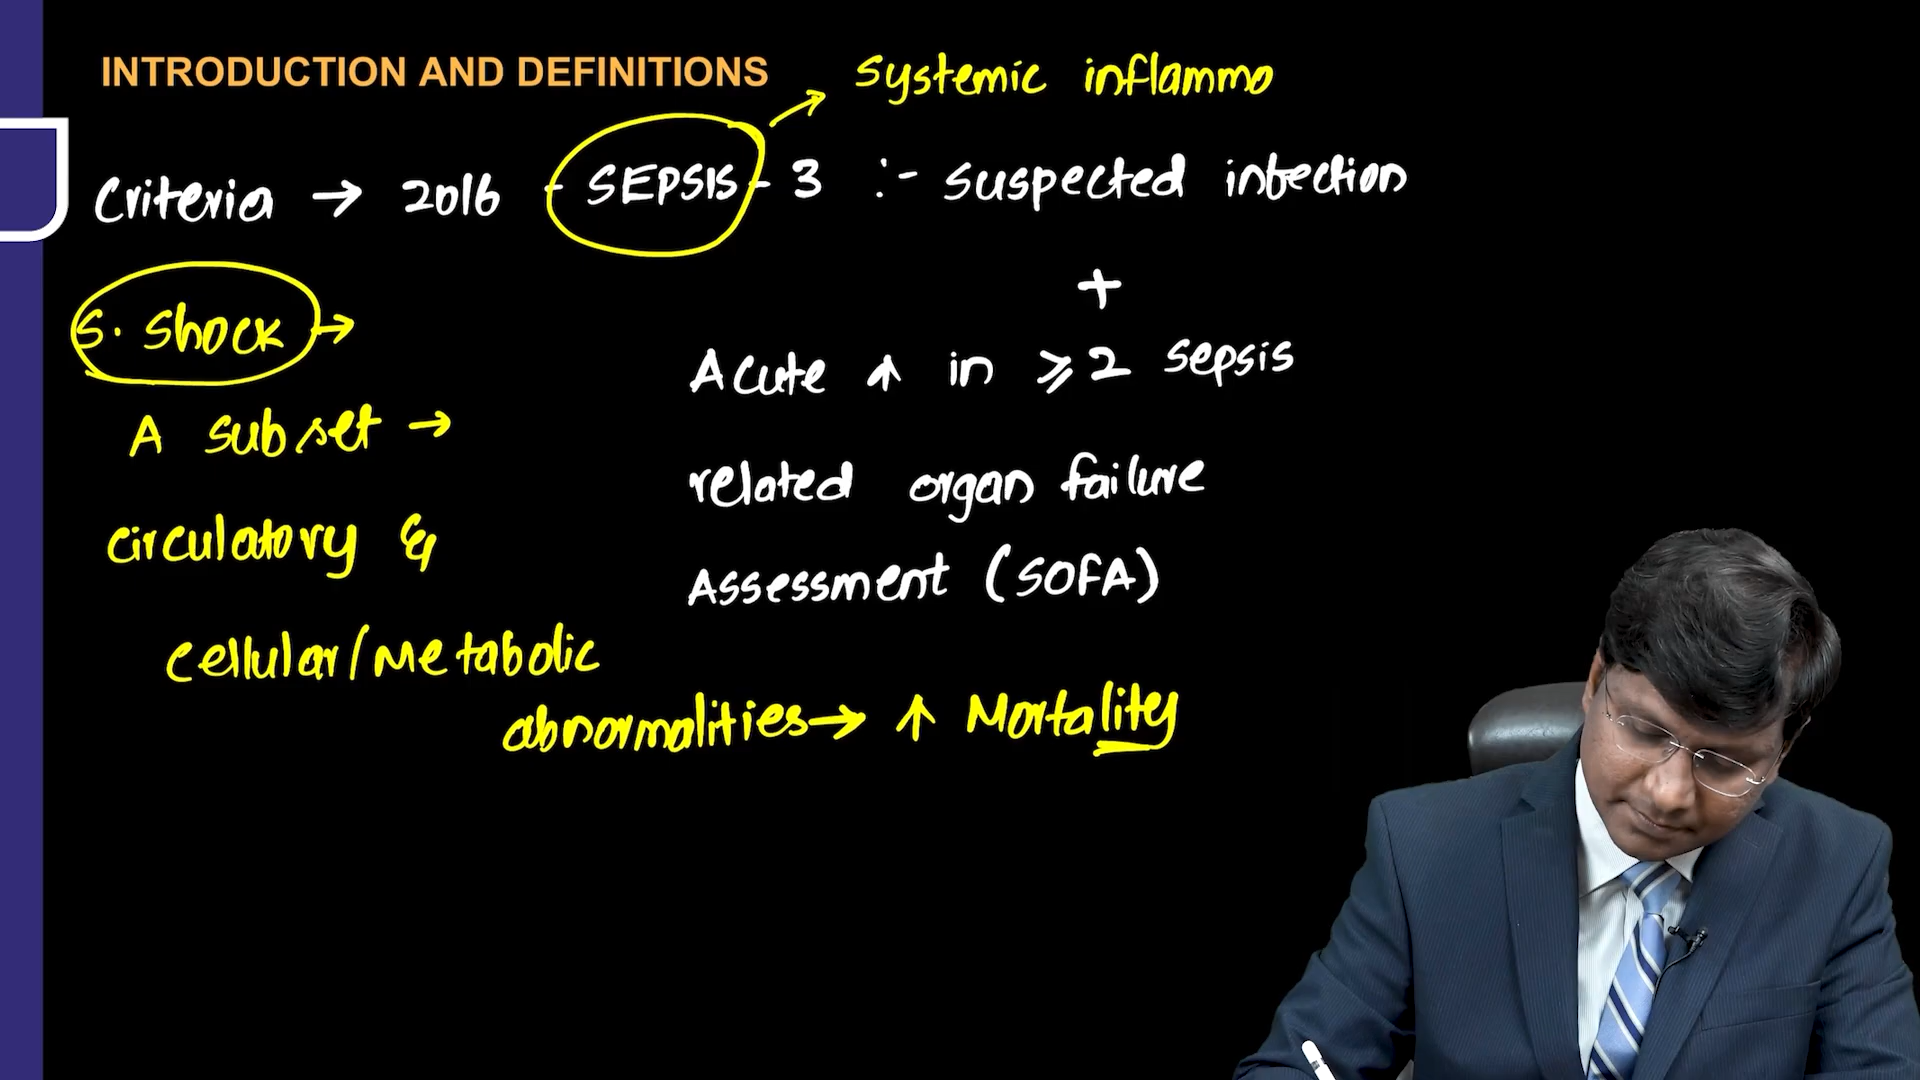 INTRODUCTION AND DEFINITIONS
systemic inflammo
Criteria → 2016 - SEPSIS - 3 :- suspected infection
+
S. Shock →
Acute ↑ in ≥ 2 sepsis
A subset →
related organ failure
circulatory &
Assessment (SOFA)
cellular/Metabolic
abnormalities → ↑ Mortality